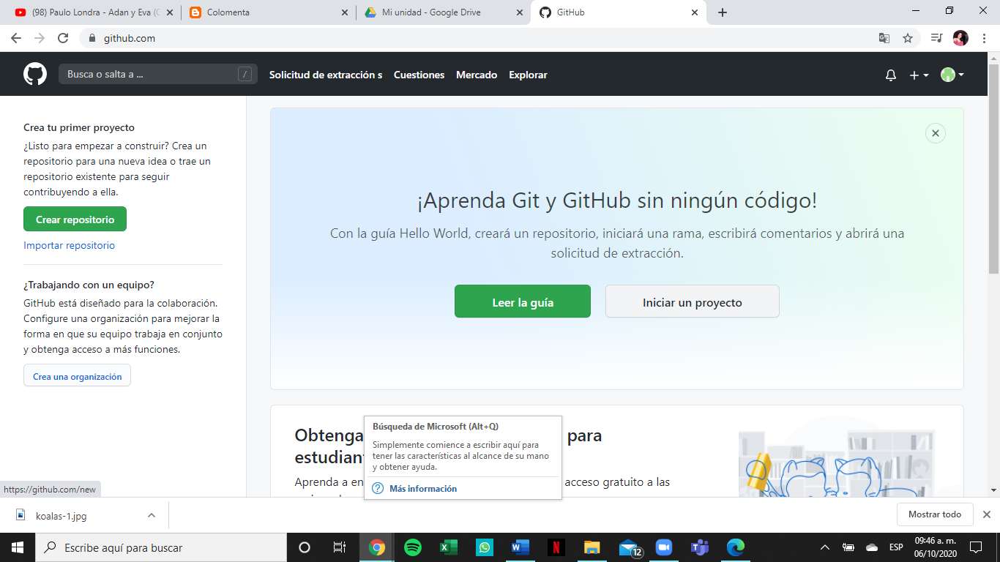 (98) Paulo Londra - Adan y Eva (
Colomenta
Mi unidad - Google Drive
GitHub
github.com
Busca o salta a ...
/
Solicitud de extracción s
Cuestiones
Mercado
Explorar
Crea tu primer proyecto
¿Listo para empezar a construir? Crea un
repositorio para una nueva idea o trae un
repositorio existente para seguir
contribuyendo a ella.
Crear repositorio
Importar repositorio
¿Trabajando con un equipo?
GitHub está diseñado para la colaboración.
Configure una organización para mejorar la
forma en que su equipo trabaja en conjunto
y obtenga acceso a más funciones.
Crea una organización
¡Aprenda Git y GitHub sin ningún código!
Con la guía Hello World, creará un repositorio, iniciará una rama, escribirá comentarios y abrirá una
solicitud de extracción.
Leer la guía
Iniciar un proyecto
Obtenga para
Aprenda a acceso gratuito a las
Búsqueda de Microsoft (Alt+Q)
Simplemente comience a escribir aquí para
tener las características al alcance de su mano
y obtener ayuda.
Más información
https://github.com/new
koalas-1.jpg
Mostrar todo
Escribe aquí para buscar
12
ESP
09:46 a. m.
06/10/2020